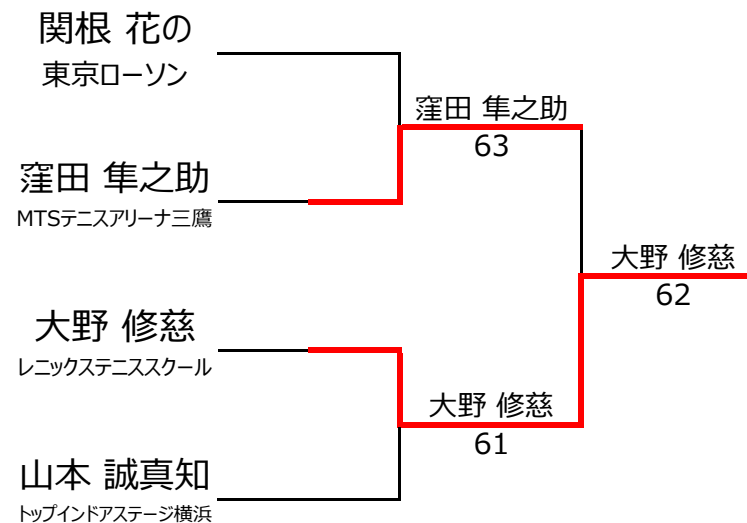 関根 花の
東京ローソン
窪田 隼之助
63
窪田 隼之助
MTSテニスアリーナ三鷹
大野 修慈
62
大野 修慈
レニックステニススクール
大野 修慈
61
山本 誠真知
トップインドアステージ横浜